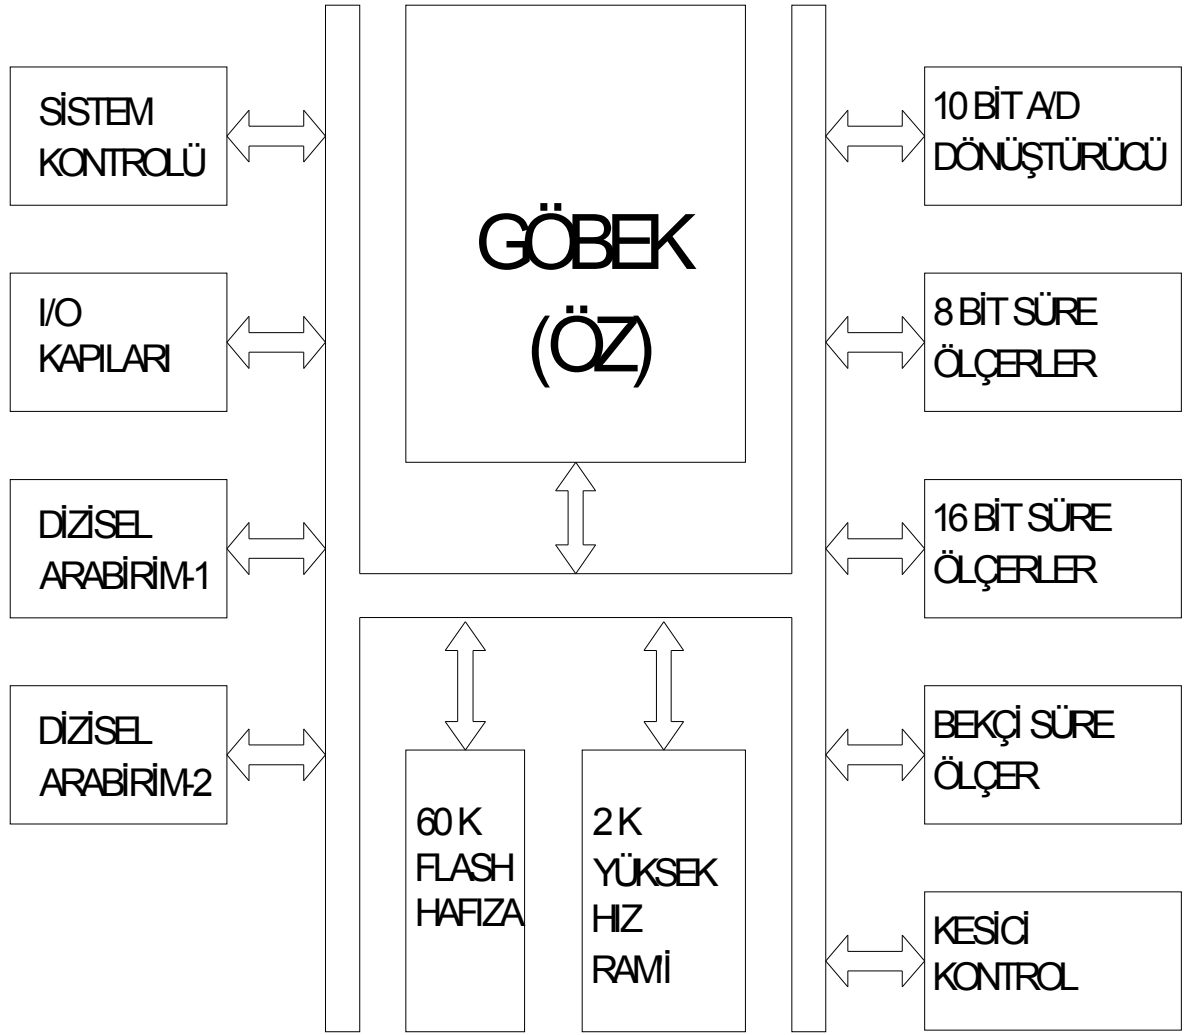 SİSTEM
KONTROLÜ
I/O
KAPILARI
DİZİSEL
ARABİRİM-1
DİZİSEL
ARABİRİM-2
GÖBEK
(ÖZ)
60 K
FLASH
HAFIZA
2 K
YÜKSEK
HIZ
RAM'İ
10 BİT A/D
DÖNÜŞTÜRÜCÜ
8 BİT SÜRE
ÖLÇERLER
16 BİT SÜRE
ÖLÇERLER
BEKÇİ SÜRE
ÖLÇER
KESİCİ
KONTROL